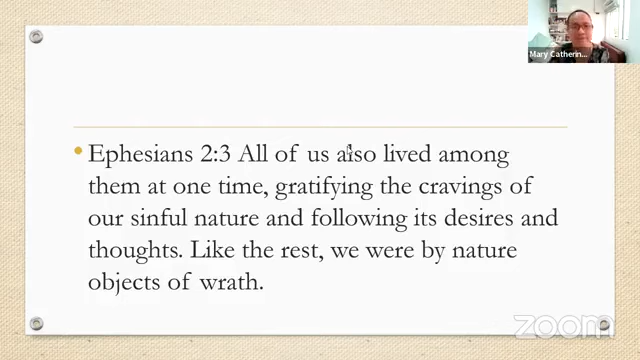 Mary Catherin...
• Ephesians 2:3 All of us also lived among
them at one time, gratifying the cravings of
our sinful nature and following its desires and
thoughts. Like the rest, we were by nature
objects of wrath.
zoom